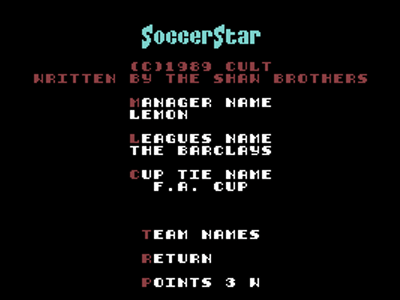 SoccerStar
(C)1989 CULT
WRITTEN BY THE SHAW BROTHERS
MANAGER NAME
LEMON
LEAGUES NAME
THE BARCLAYS
CUP TIE NAME
F.A. CUP
TEAM NAMES
RETURN
POINTS 3 W